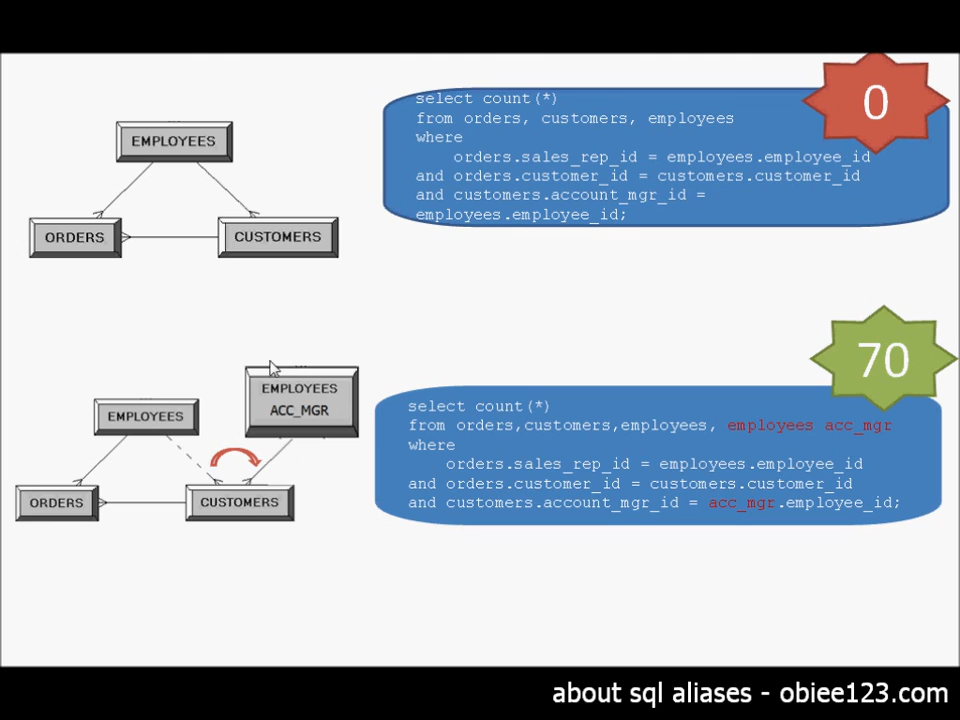 select count(*)
from orders, customers, employees
where
orders.sales_rep_id = employees.employee_id
and orders.customer_id = customers.customer_id
and customers.account_mgr_id =
employees.employee_id;
0
EMPLOYEES
ORDERS
CUSTOMERS
70
select count(*)
from orders,customers,employees, employees acc_mgr
where
orders.sales_rep_id = employees.employee_id
and orders.customer_id = customers.customer_id
and customers.account_mgr_id = acc_mgr.employee_id;
EMPLOYEES
ACC_MGR
EMPLOYEES
ORDERS
CUSTOMERS
about sql aliases - obiee123.com